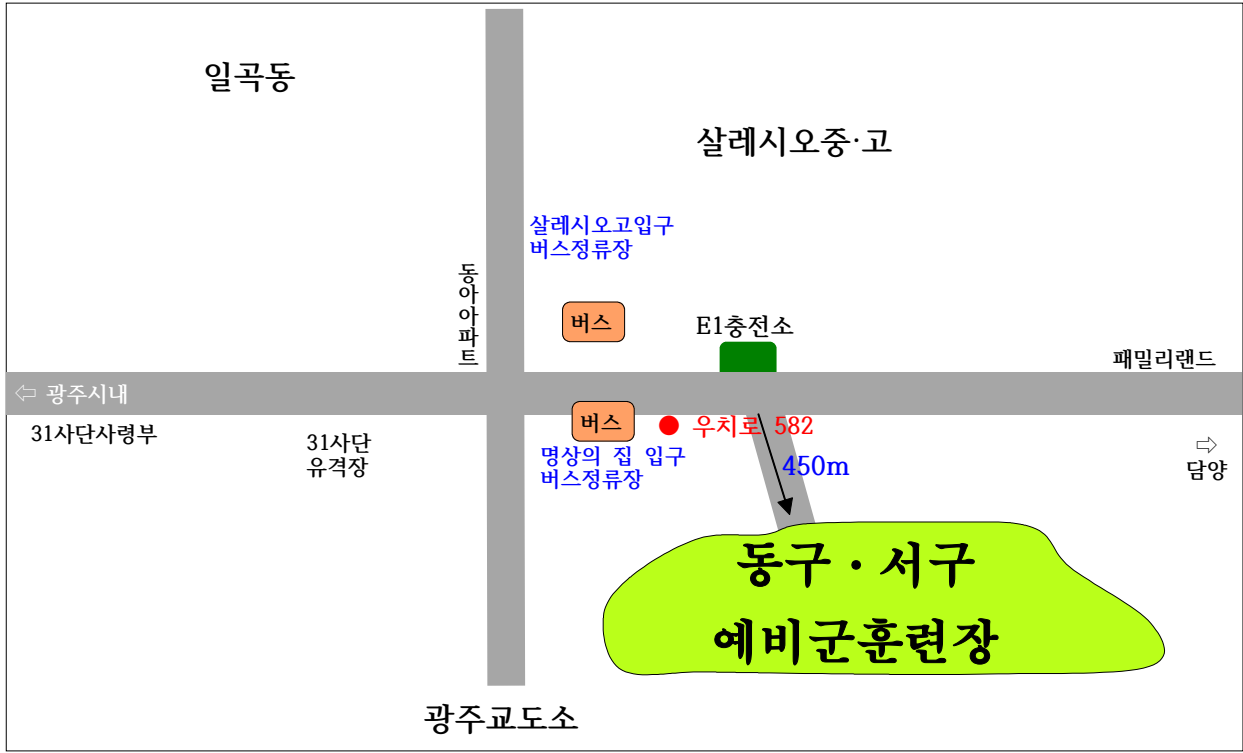 일곡동
살레시오중·고
살레시오고입구
버스정류장
동아아파트
버스
E1충전소
패밀리랜드
⇦ 광주시내
버스
우치로 582
31사단사령부
31사단
유격장
명상의 집 입구
버스정류장
450m
⇨
담양
동구·서구
예비군훈련장
광주교도소